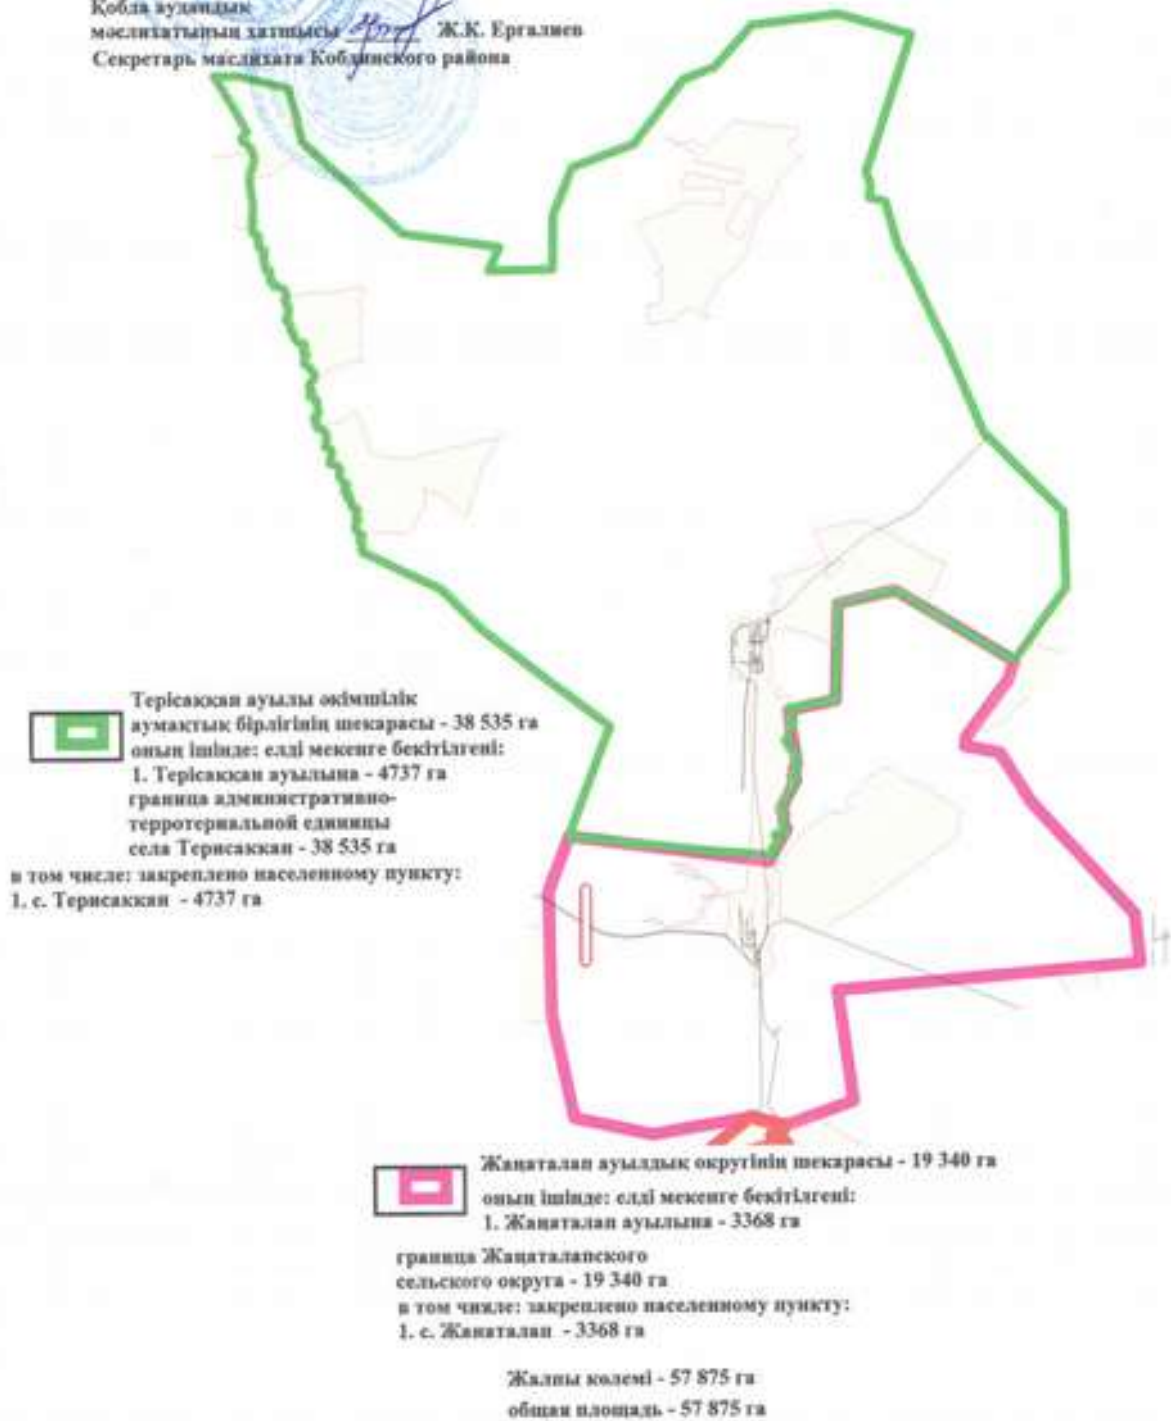 Қобда аудандық
мәслихатының хатшысы Ж.К. Ергалиев
Секретарь маслихата Кобдинского района
Терісаққан ауылы әкімшілік
аумақтық бірлігінің шекарасы - 38 535 га
оның ішінде: елді мекенге бекітілгені:
1. Терісаққан ауылына - 4737 га
граница административно-
терротериальной единицы
села Терисаккан - 38 535 га
в том числе: закреплено населенному пункту:
1. с. Терисаккан - 4737 га
Жаңаталап ауылдық округінің шекарасы - 19 340 га
оның ішінде: елді мекенге бекітілгені:
1. Жаңаталап ауылына - 3368 га
граница Жаңаталапского
сельского округа - 19 340 га
в том чикле: закреплено населенному пункту:
1. с. Жанаталап - 3368 га
Жалпы көлемі - 57 875 га
общая площадь - 57 875 га